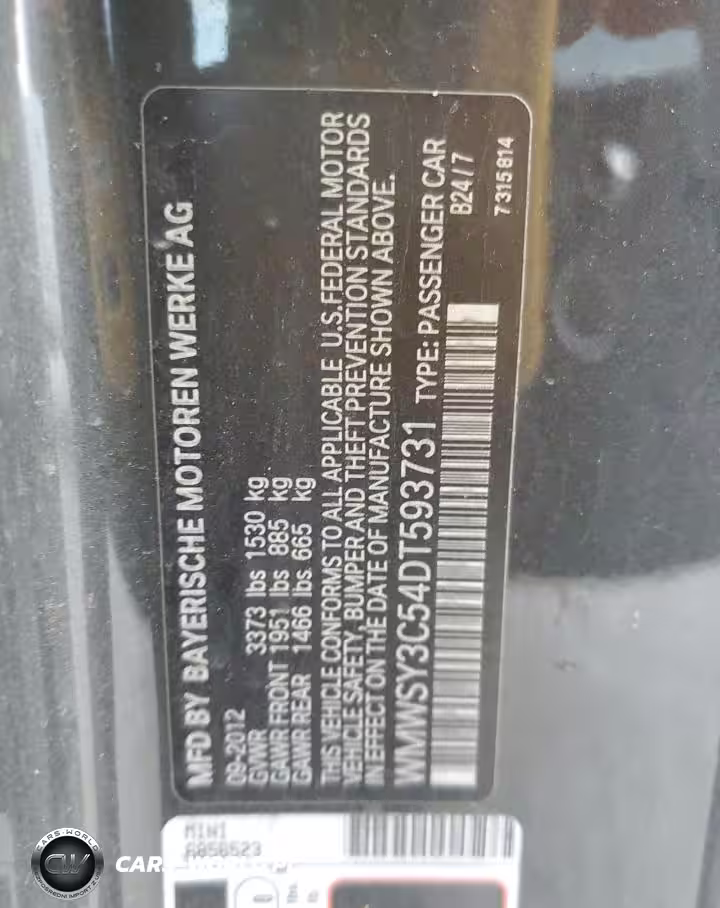 MFD BY BAYERISCHE MOTOREN WERKE AG
09-2012
GVWR 3373 lbs 1530 kg
GAWR FRONT 1951 lbs 885 kg
GAWR REAR 1466 lbs 665 kg
THIS VEHICLE CONFORMS TO ALL APPLICABLE U.S.FEDERAL MOTOR
VEHICLE SAFETY, BUMPER AND THEFT PREVENTION STANDARDS
IN EFFECT ON THE DATE OF MANUFACTURE SHOWN ABOVE.
WMWSY3C54DT593731 TYPE: PASSENGER CAR
B24/7
7315814
MINI
6858523
lbs.
CARS-WORLD
CW